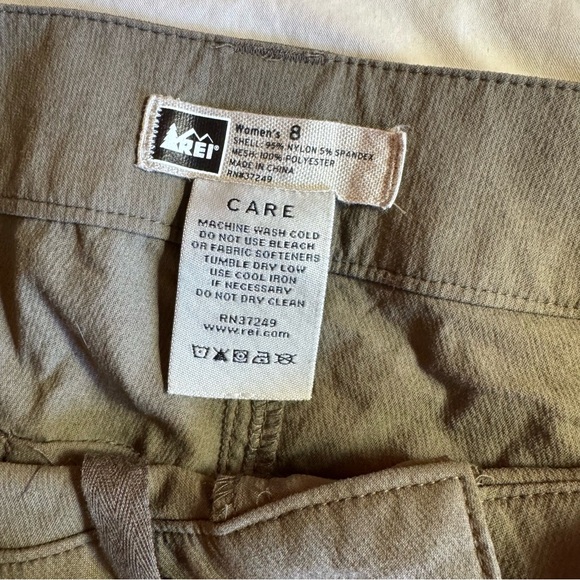 REI®
Women's 8
SHELL: 95% NYLON 5% SPANDEX
MESH: 100% POLYESTER
MADE IN CHINA
RN#37249
CARE
MACHINE WASH COLD
DO NOT USE BLEACH
OR FABRIC SOFTENERS
TUMBLE DRY LOW
USE COOL IRON
IF NECESSARY
DO NOT DRY CLEAN
RN37249
www.rei.com